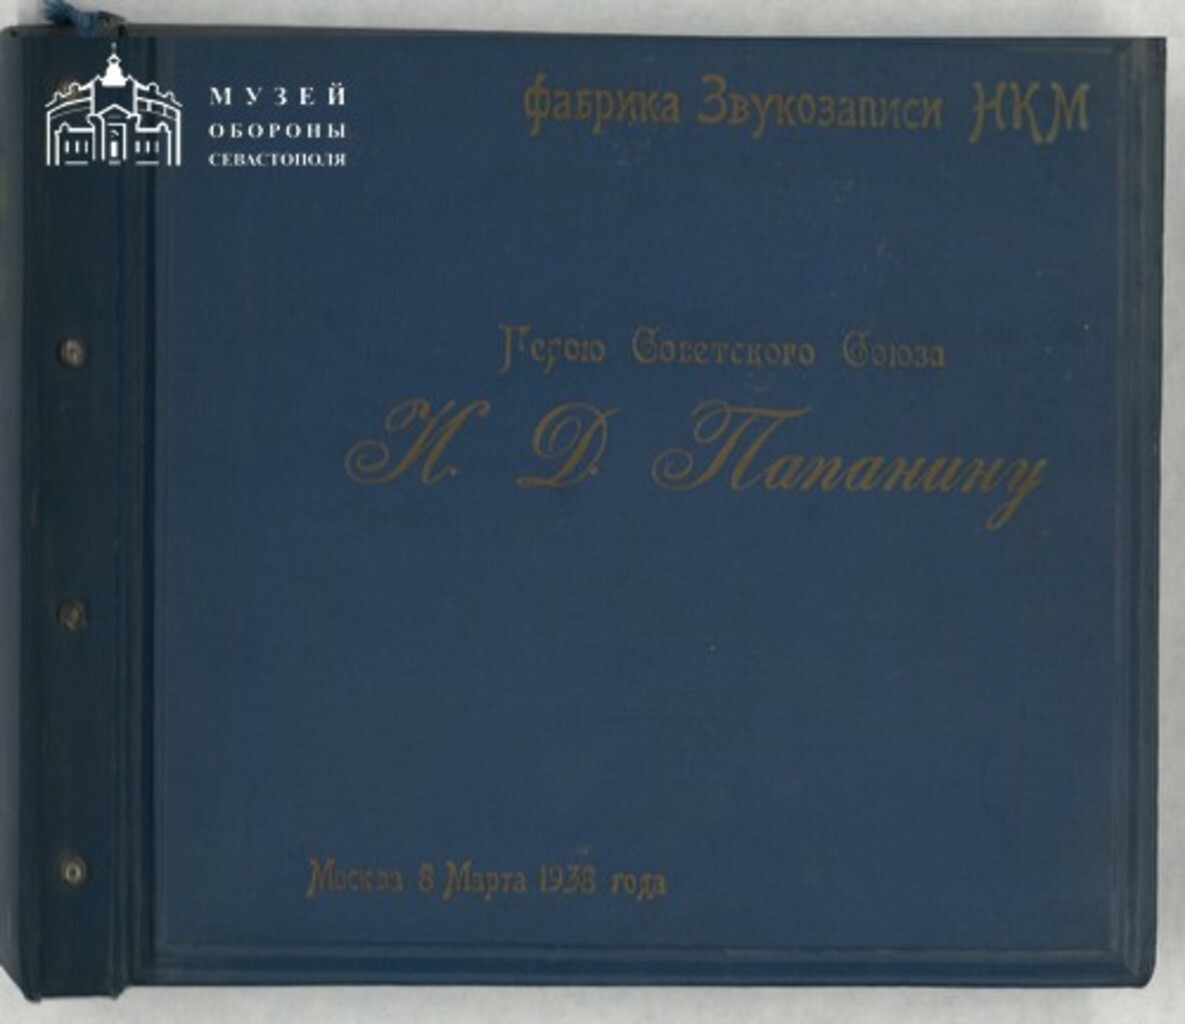 МУЗЕЙ
ОБОРОНЫ
СЕВАСТОПОЛЯ
фабрика Звукозаписи НКМ
Герою Советского Союза
И. Д. Папанину
Москва 8 Марта 1938 года